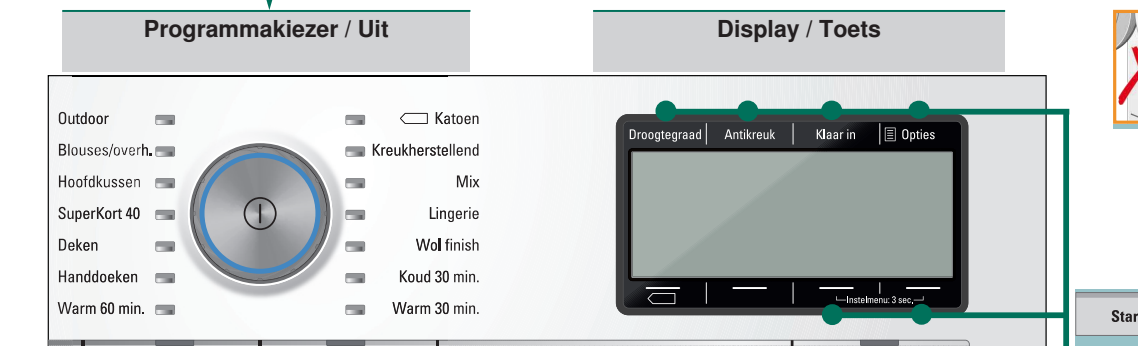 Programmakiezer / Uit
Display / Toets
Outdoor
Blouses/overh.
Hoofdkussen
SuperKort 40
Deken
Handdoeken
Warm 60 min.
Katoen
Kreukherstellend
Mix
Lingerie
Wol finish
Koud 30 min.
Warm 30 min.
Droogtegraad
Antikreuk
Klaar in
Opties
Instelmenu: 3 sec.